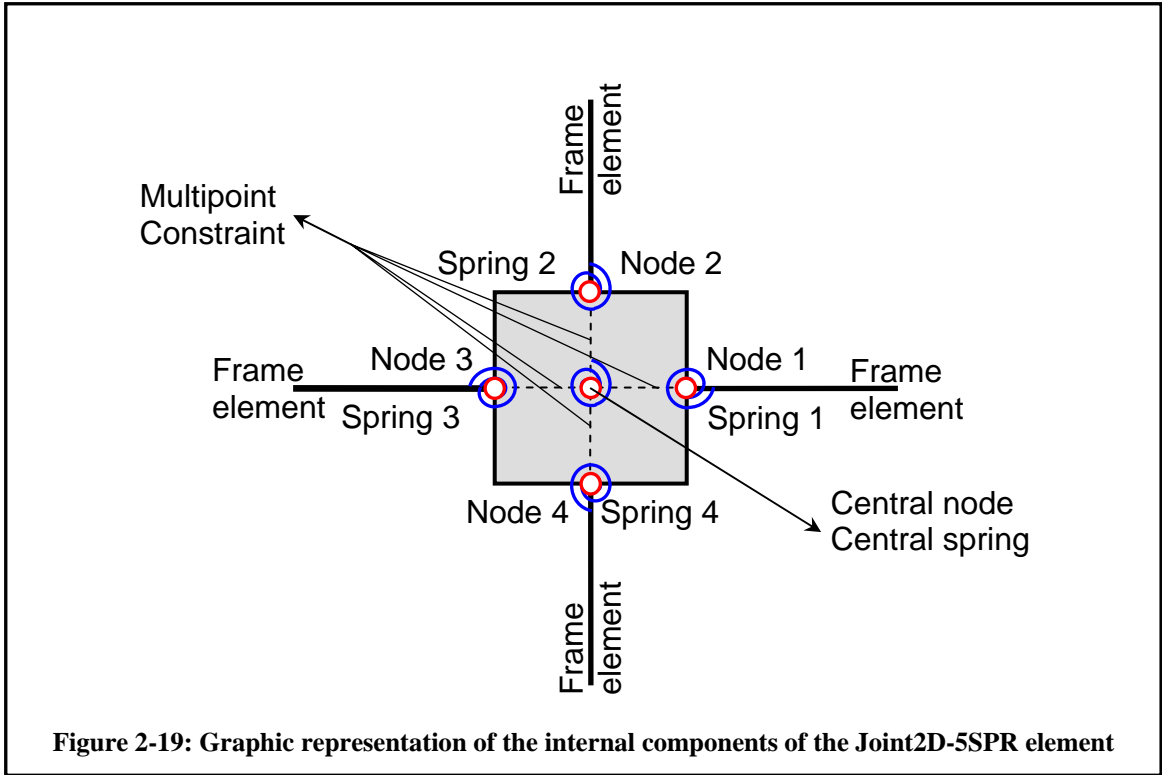 Frame
element
Multipoint
Constraint
Spring 2
Node 2
Node 3
Node 1
Frame
element
Frame
element
Spring 3
Spring 1
Node 4
Spring 4
Central node
Central spring
Frame
element
Figure 2-19: Graphic representation of the internal components of the Joint2D-5SPR element